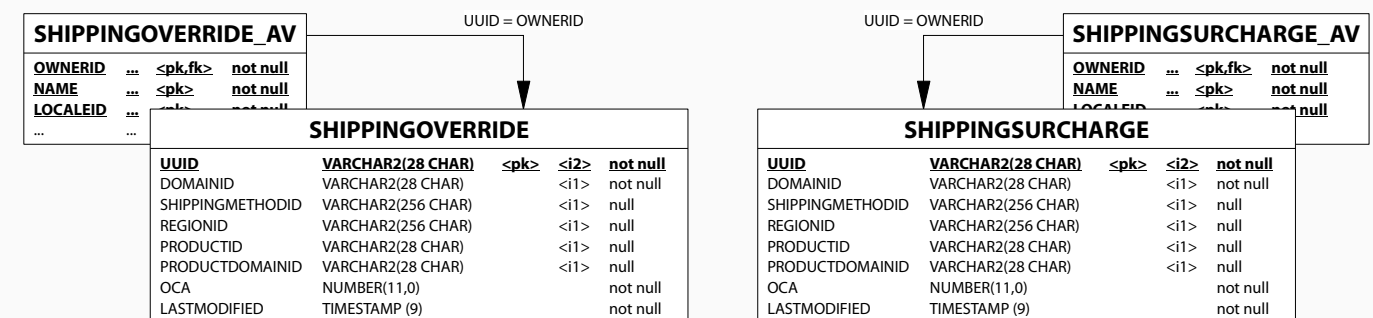 UUID = OWNERID
UUID = OWNERID
SHIPPINGOVERRIDE_AV
OWNERID ... <pk,fk> not null
NAME ... <pk> not null
LOCALEID ...
... ...
SHIPPINGOVERRIDE
UUID VARCHAR2(28 CHAR) <pk> <i2> not null
DOMAINID VARCHAR2(28 CHAR) <i1> not null
SHIPPINGMETHODID VARCHAR2(256 CHAR) <i1> null
REGIONID VARCHAR2(256 CHAR) <i1> null
PRODUCTID VARCHAR2(28 CHAR) <i1> null
PRODUCTDOMAINID VARCHAR2(28 CHAR) <i1> null
OCA NUMBER(11,0) not null
LASTMODIFIED TIMESTAMP (9) not null
SHIPPINGSURCHARGE_AV
OWNERID ... <pk,fk> not null
NAME ... <pk> not null
LOCALEID not null
SHIPPINGSURCHARGE
UUID VARCHAR2(28 CHAR) <pk> <i2> not null
DOMAINID VARCHAR2(28 CHAR) <i1> not null
SHIPPINGMETHODID VARCHAR2(256 CHAR) <i1> null
REGIONID VARCHAR2(256 CHAR) <i1> null
PRODUCTID VARCHAR2(28 CHAR) <i1> null
PRODUCTDOMAINID VARCHAR2(28 CHAR) <i1> null
OCA NUMBER(11,0) not null
LASTMODIFIED TIMESTAMP (9) not null